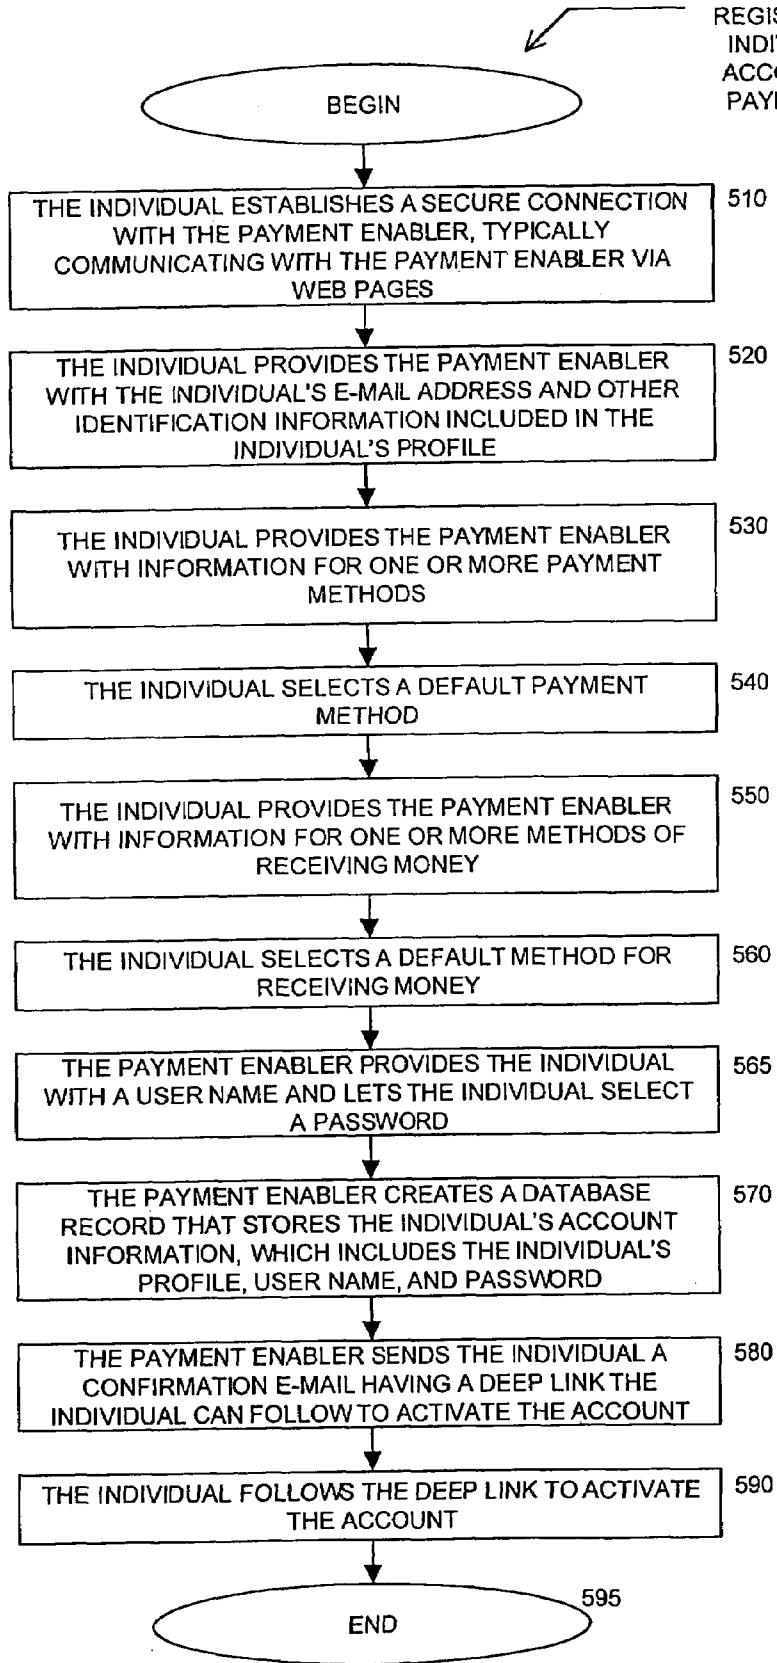 BEGIN
510
THE INDIVIDUAL ESTABLISHES A SECURE CONNECTION
WITH THE PAYMENT ENABLER, TYPICALLY
COMMUNICATING WITH THE PAYMENT ENABLER VIA
WEB PAGES
520
THE INDIVIDUAL PROVIDES THE PAYMENT ENABLER
WITH THE INDIVIDUAL'S E-MAIL ADDRESS AND OTHER
IDENTIFICATION INFORMATION INCLUDED IN THE
INDIVIDUAL'S PROFILE
530
THE INDIVIDUAL PROVIDES THE PAYMENT ENABLER
WITH INFORMATION FOR ONE OR MORE PAYMENT
METHODS
540
THE INDIVIDUAL SELECTS A DEFAULT PAYMENT
METHOD
550
THE INDIVIDUAL PROVIDES THE PAYMENT ENABLER
WITH INFORMATION FOR ONE OR MORE METHODS OF
RECEIVING MONEY
560
THE INDIVIDUAL SELECTS A DEFAULT METHOD FOR
RECEIVING MONEY
565
THE PAYMENT ENABLER PROVIDES THE INDIVIDUAL
WITH A USER NAME AND LETS THE INDIVIDUAL SELECT
A PASSWORD
570
THE PAYMENT ENABLER CREATES A DATABASE
RECORD THAT STORES THE INDIVIDUAL'S ACCOUNT
INFORMATION, WHICH INCLUDES THE INDIVIDUAL'S
PROFILE, USER NAME, AND PASSWORD
580
THE PAYMENT ENABLER SENDS THE INDIVIDUAL A
CONFIRMATION E-MAIL HAVING A DEEP LINK THE
INDIVIDUAL CAN FOLLOW TO ACTIVATE THE ACCOUNT
590
THE INDIVIDUAL FOLLOWS THE DEEP LINK TO ACTIVATE
THE ACCOUNT
595
END